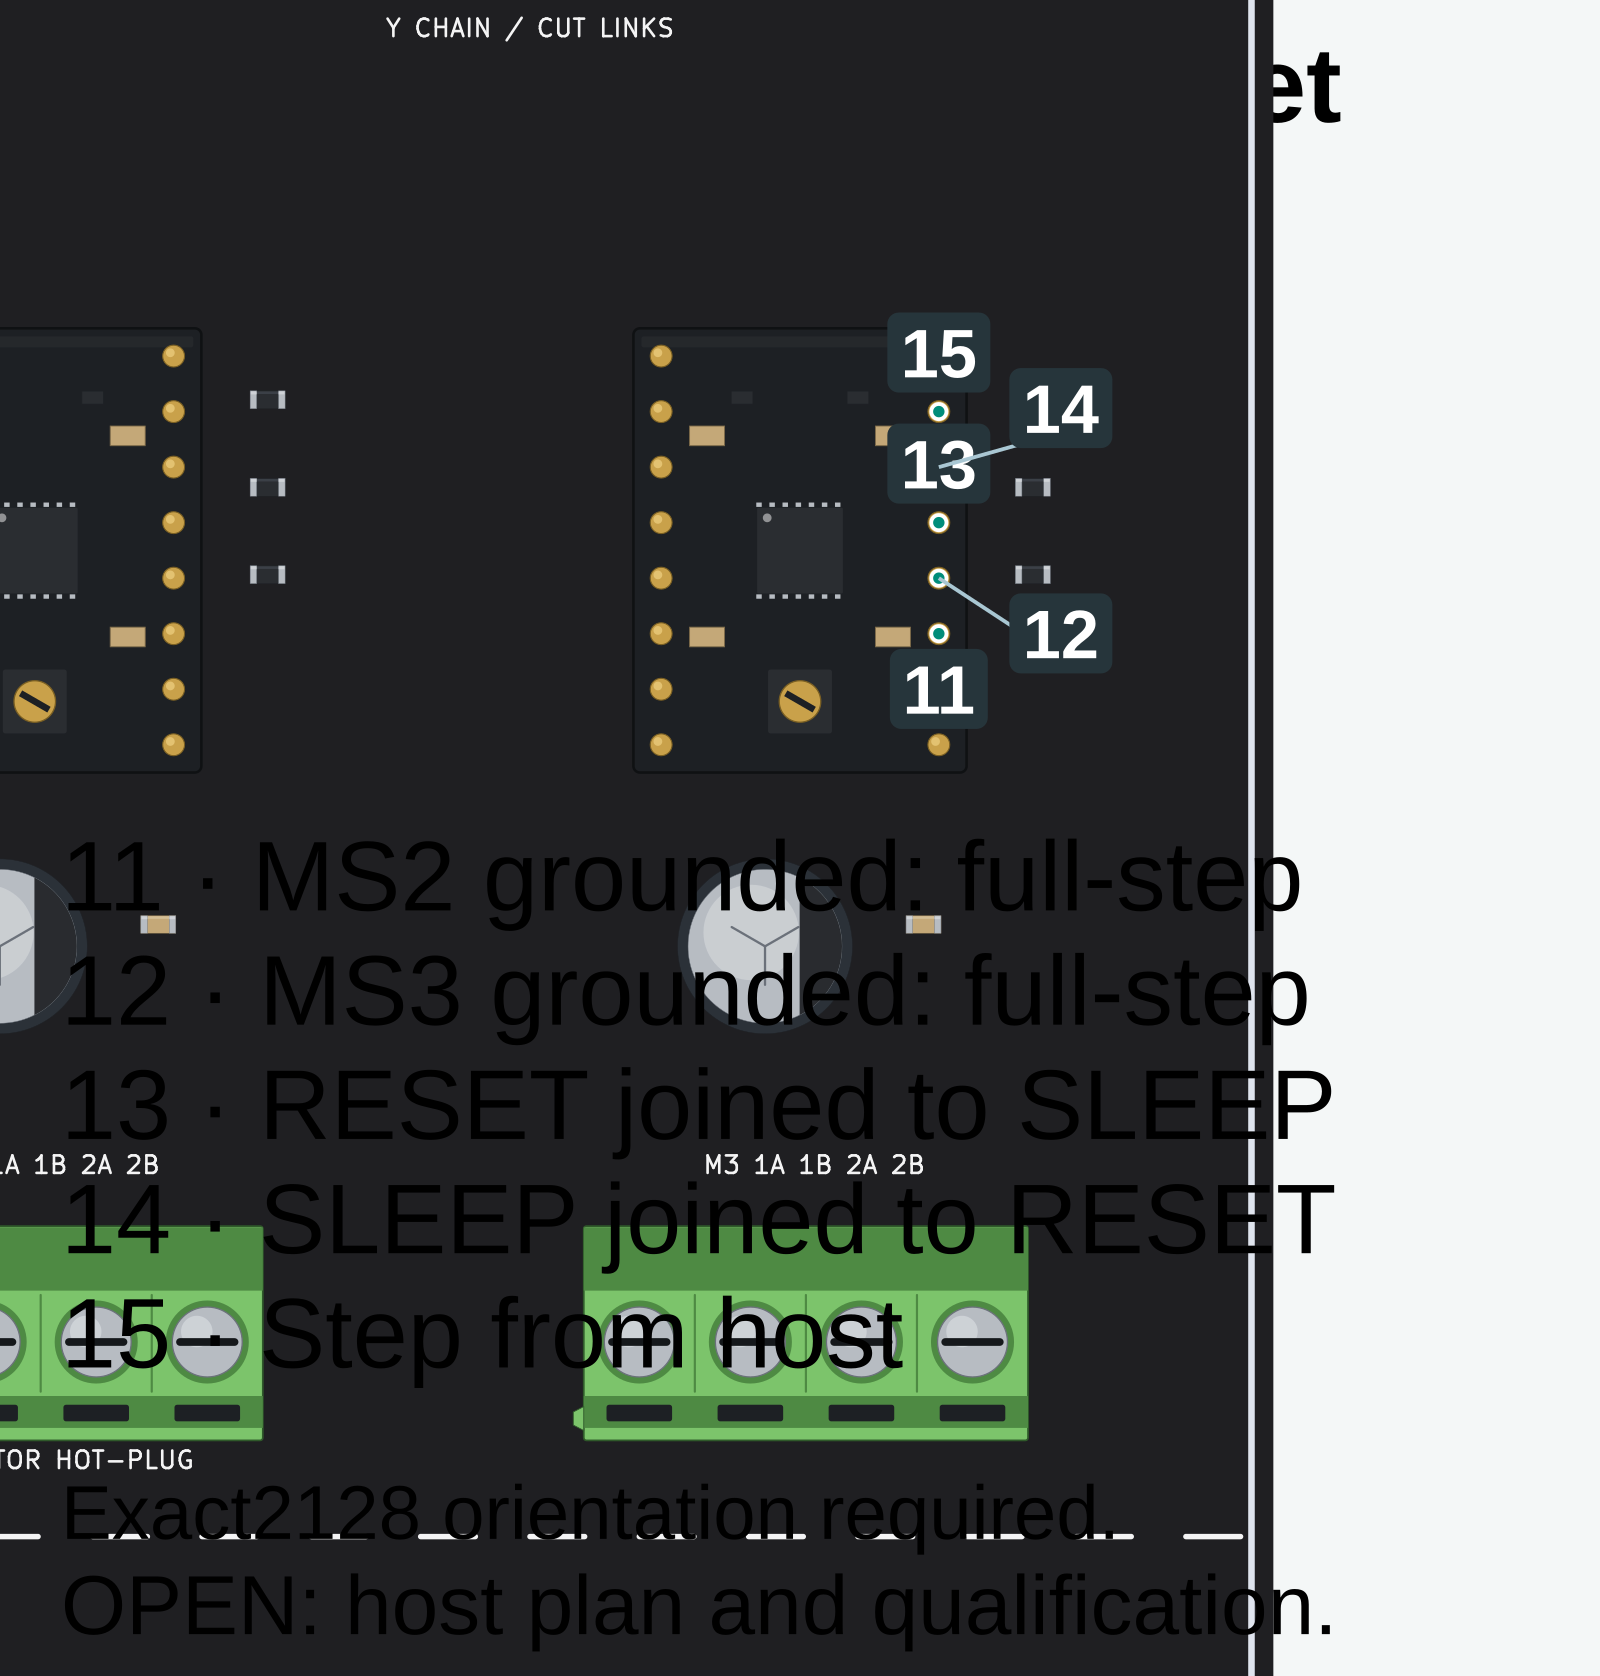 Y CHAIN / CUT LINKS
et
15
14
13
12
11
11 · MS2 grounded: full-step
12 · MS3 grounded: full-step
13 · RESET joined to SLEEP
1A 1B 2A 2B
M3 1A 1B 2A 2B
14 · SLEEP joined to RESET
15 · Step from host
TOR HOT-PLUG
Exact2128 orientation required.
OPEN: host plan and qualification.